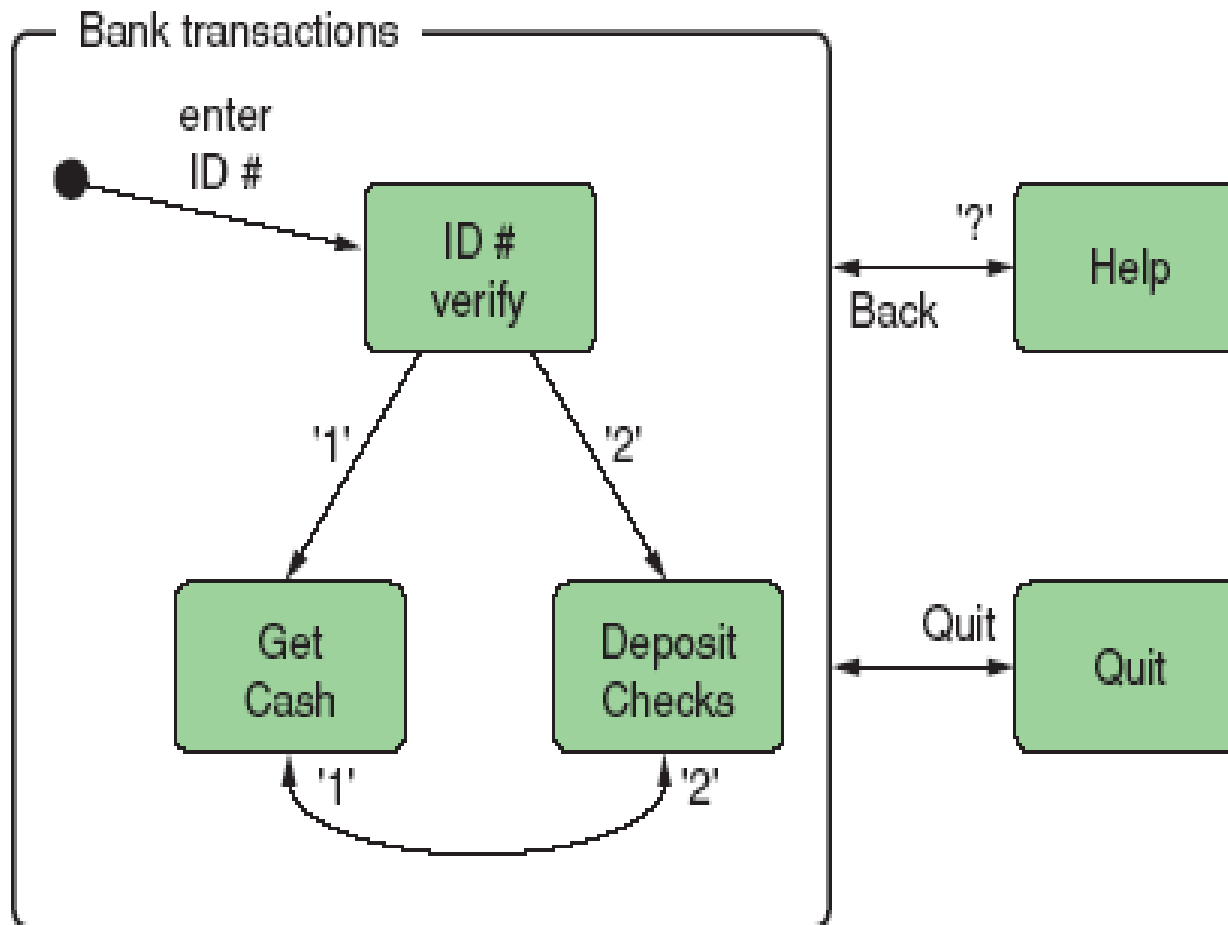 Bank transactions
enter
ID #
ID #
verify
'?'
Help
Back
'1'
'2'
Get
Cash
Deposit
Checks
Quit
Quit
'1'
'2'